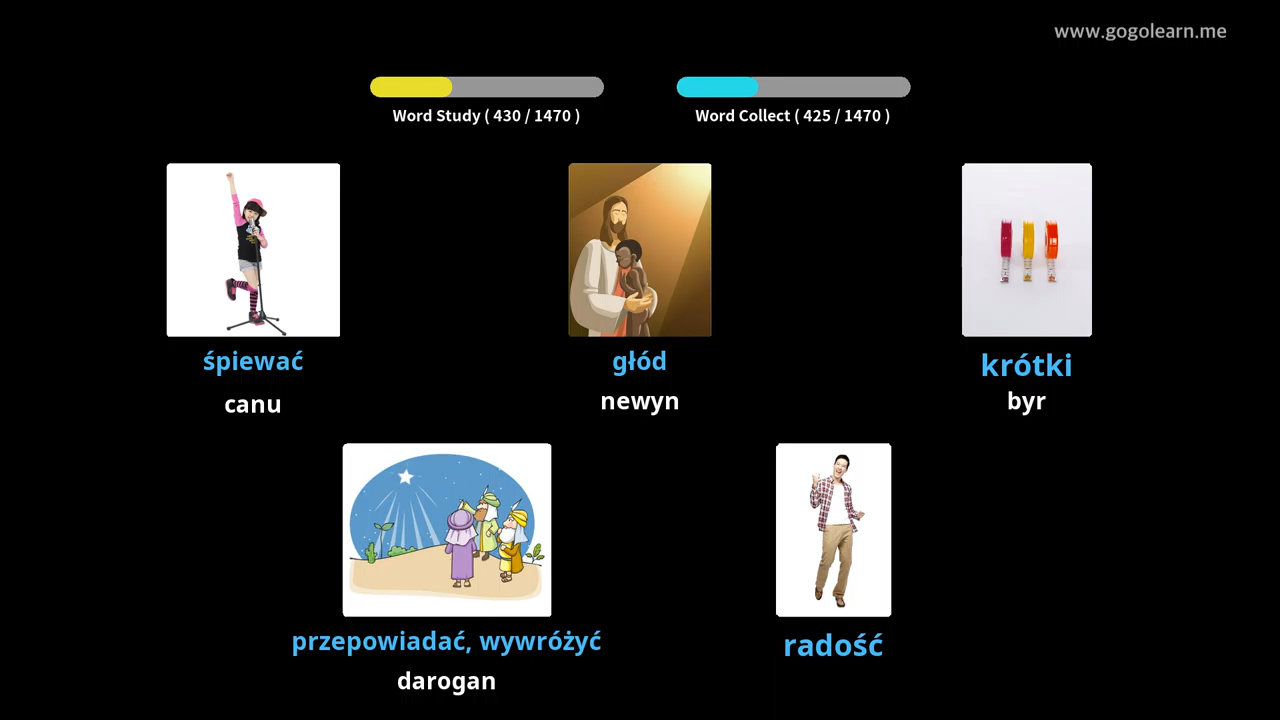 www.gogolearn.me
Word Study ( 430 / 1470 )
Word Collect ( 425 / 1470 )
śpiewać
canu
głód
newyn
krótki
byr
przepowiadać, wywróżyć
darogan
radość